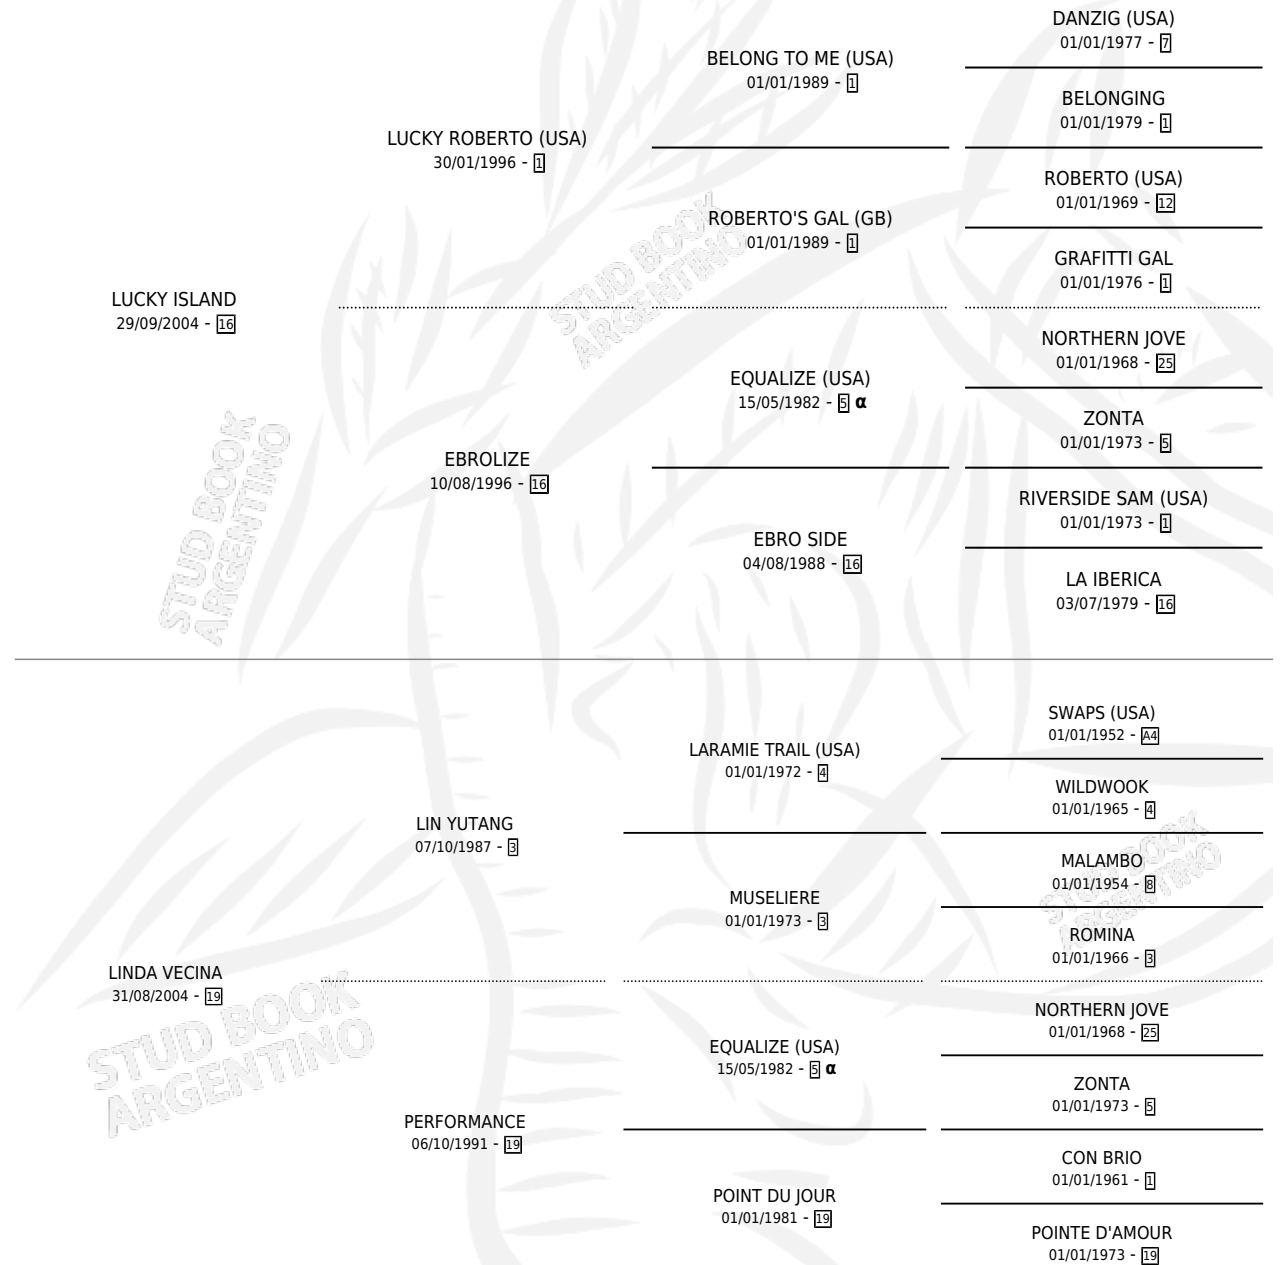 LUCKY ISLAND
29/09/2004 - 16
LUCKY ROBERTO (USA)
30/01/1996 - 1
BELONG TO ME (USA)
01/01/1989 - 1
DANZIG (USA)
01/01/1977 - 7
BELONGING
01/01/1979 - 1
ROBERTO'S GAL (GB)
01/01/1989 - 1
ROBERTO (USA)
01/01/1969 - 12
GRAFITTI GAL
01/01/1976 - 1
EBROLIZE
10/08/1996 - 16
EQUALIZE (USA)
15/05/1982 - 5 α
NORTHERN JOVE
01/01/1968 - 25
ZONTA
01/01/1973 - 5
EBRO SIDE
04/08/1988 - 16
RIVERSIDE SAM (USA)
01/01/1973 - 1
LA IBERICA
03/07/1979 - 16
LINDA VECINA
31/08/2004 - 19
LIN YUTANG
07/10/1987 - 3
LARAMIE TRAIL (USA)
01/01/1972 - 4
SWAPS (USA)
01/01/1952 - A4
WILDWOOK
01/01/1965 - 4
MUSELIERE
01/01/1973 - 3
MALAMBO
01/01/1954 - 8
ROMINA
01/01/1966 - 3
PERFORMANCE
06/10/1991 - 19
EQUALIZE (USA)
15/05/1982 - 5 α
NORTHERN JOVE
01/01/1968 - 25
ZONTA
01/01/1973 - 5
POINT DU JOUR
01/01/1981 - 19
CON BRIO
01/01/1961 - 1
POINTE D'AMOUR
01/01/1973 - 19
STUD BOOK
ARGENTINO
STUD BOOK
ARGENTINO
STUD BOOK
ARGENTINO
STUD BOOK
ARGENTINO